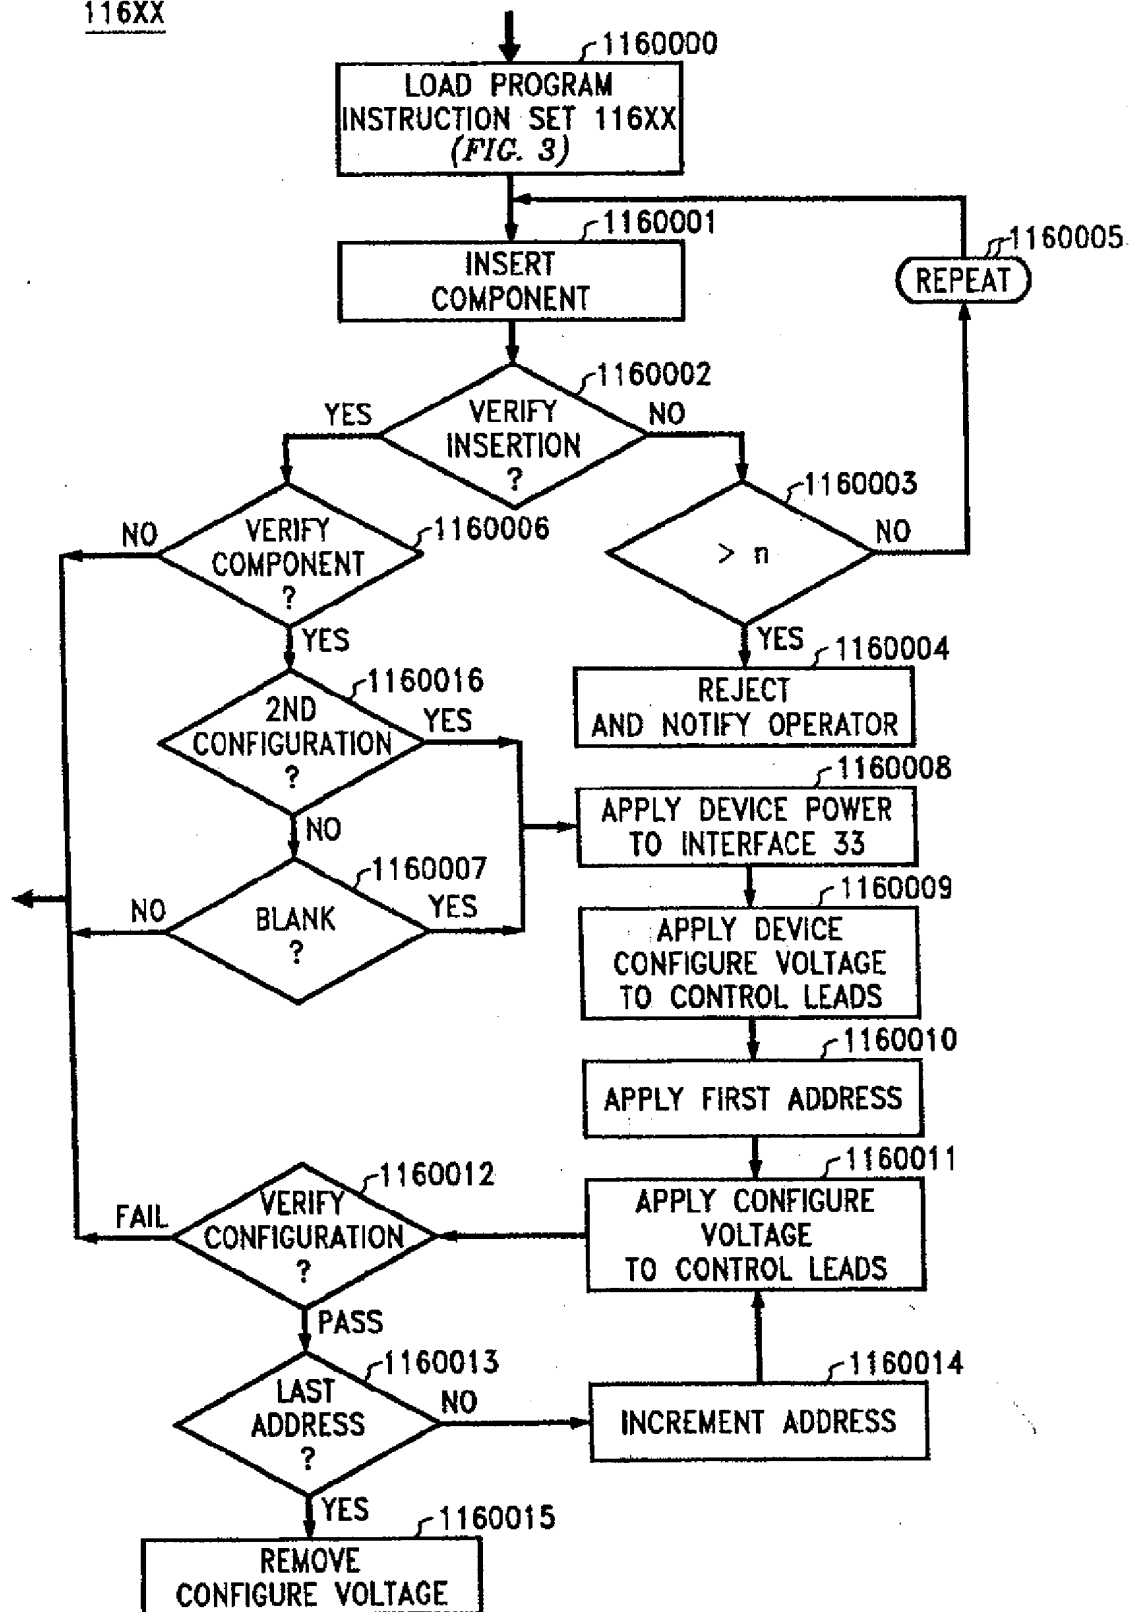 116XX
1160000
LOAD PROGRAM
INSTRUCTION SET 116XX
(FIG. 3)
1160001
INSERT
COMPONENT
1160005
REPEAT
1160002
VERIFY
INSERTION
?
YES
NO
1160003
> n
NO
YES
1160006
VERIFY
COMPONENT
?
NO
YES
1160004
REJECT
AND NOTIFY OPERATOR
1160016
2ND
CONFIGURATION
?
YES
NO
1160008
APPLY DEVICE POWER
TO INTERFACE 33
1160007
BLANK
?
NO
YES
1160009
APPLY DEVICE
CONFIGURE VOLTAGE
TO CONTROL LEADS
1160010
APPLY FIRST ADDRESS
1160011
APPLY CONFIGURE
VOLTAGE
TO CONTROL LEADS
1160012
VERIFY
CONFIGURATION
?
FAIL
PASS
1160013
LAST
ADDRESS
?
NO
YES
1160014
INCREMENT ADDRESS
1160015
REMOVE
CONFIGURE VOLTAGE